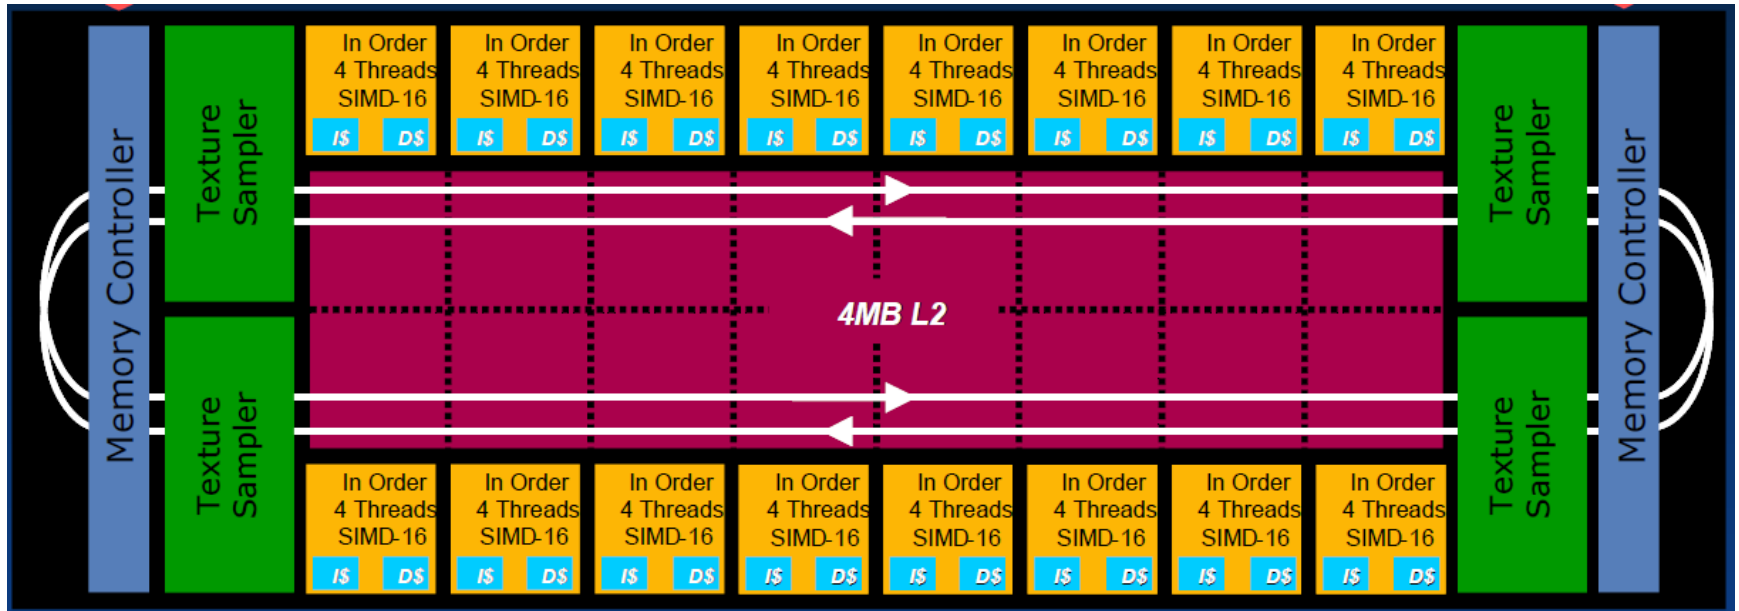 Memory Controller
Texture
Sampler
Texture
Sampler
In Order
4 Threads
SIMD-16
I$ D$
In Order
4 Threads
SIMD-16
I$ D$
In Order
4 Threads
SIMD-16
I$ D$
In Order
4 Threads
SIMD-16
I$ D$
In Order
4 Threads
SIMD-16
I$ D$
In Order
4 Threads
SIMD-16
I$ D$
In Order
4 Threads
SIMD-16
I$ D$
In Order
4 Threads
SIMD-16
I$ D$
4MB L2
In Order
4 Threads
SIMD-16
I$ D$
In Order
4 Threads
SIMD-16
I$ D$
In Order
4 Threads
SIMD-16
I$ D$
In Order
4 Threads
SIMD-16
I$ D$
In Order
4 Threads
SIMD-16
I$ D$
In Order
4 Threads
SIMD-16
I$ D$
In Order
4 Threads
SIMD-16
I$ D$
In Order
4 Threads
SIMD-16
I$ D$
Texture
Sampler
Texture
Sampler
Memory Controller